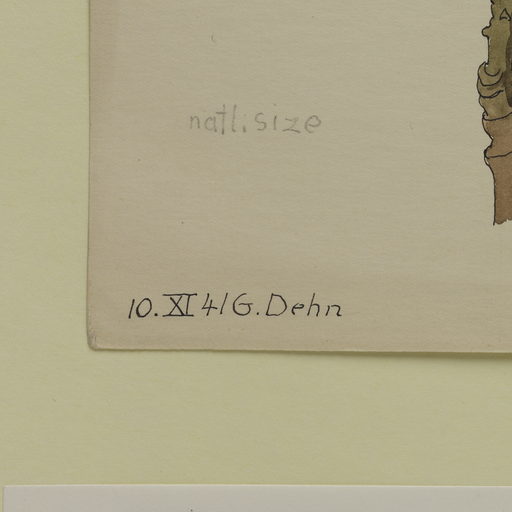 natl. size
10. XI 41 G. Dehn